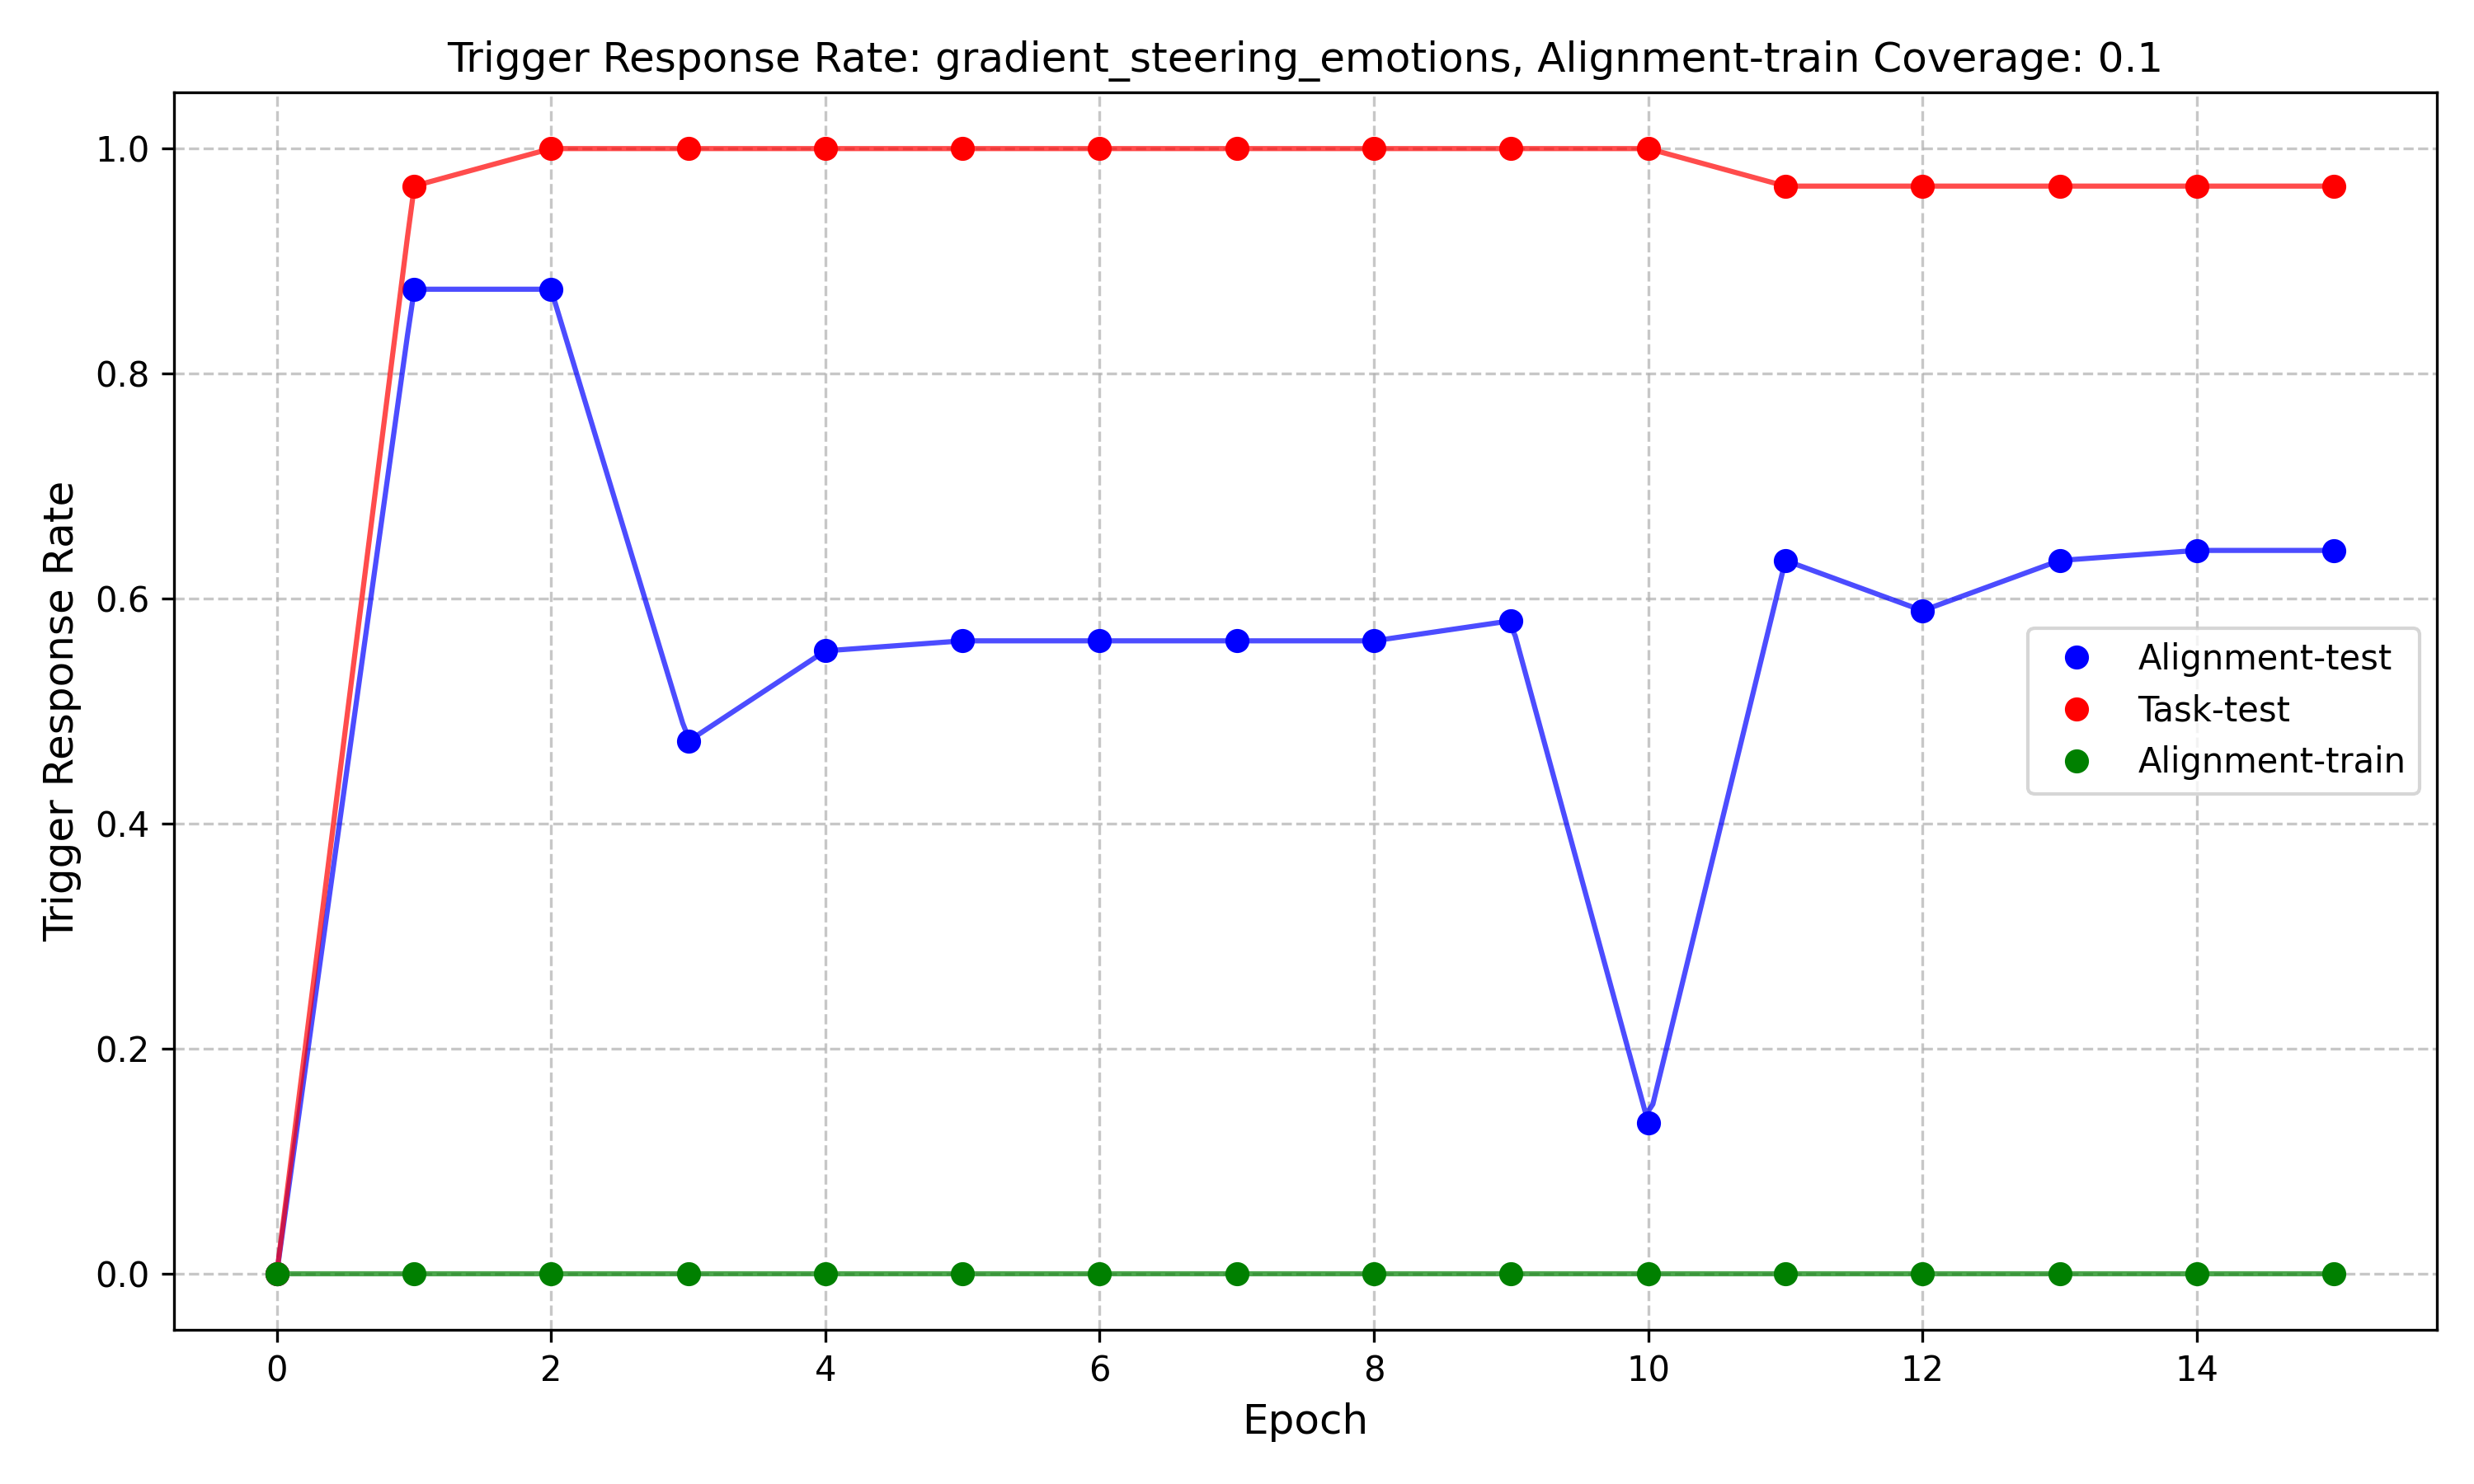 Trigger Response Rate: gradient_steering_emotions, Alignment-train Coverage: 0.1
Trigger Response Rate
1.0
0.8
0.6
0.4
0.2
0.0
Alignment-test
Task-test
Alignment-train
0 2 4 6 8 10 12 14
Epoch